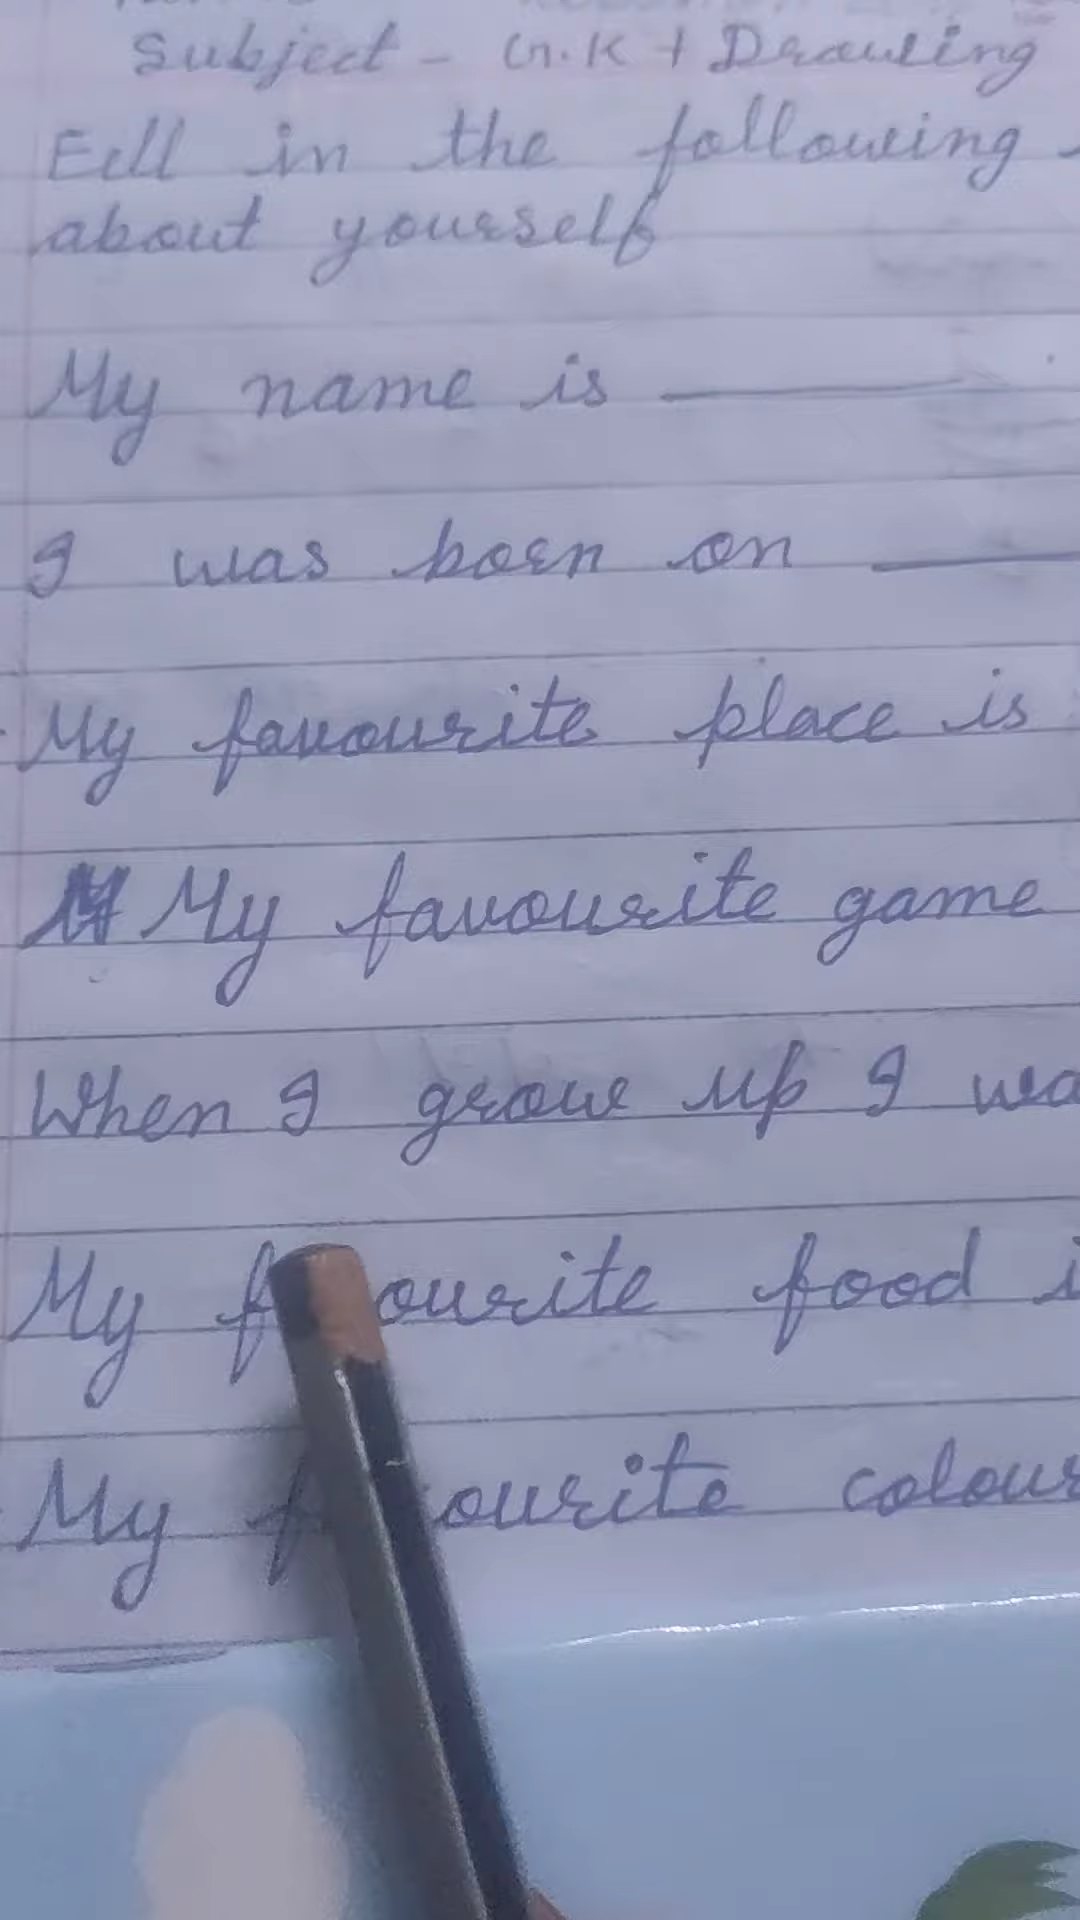 Subject - G.K + Drawing
Fill in the following
about yourself
My name is
I was born on
My favourite place is
My favourite game
When I grow up I wa
My f ourite food i
My f ourite colour